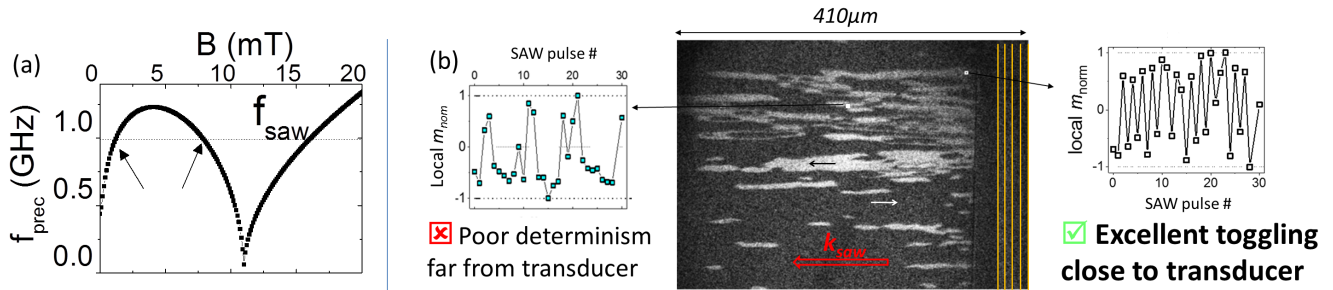 (a)
B (mT)
0 5 10 15 20
f_prec (GHz)
1.0
0.5
0.0
f_saw
(b)
SAW pulse #
0 10 20 30
Local m_nom
1
0
-1
☒ Poor determinism
far from transducer
410μm
k_saw
local m_norm
1
0
-1
0 10 20 30
SAW pulse #
☑ Excellent toggling
close to transducer